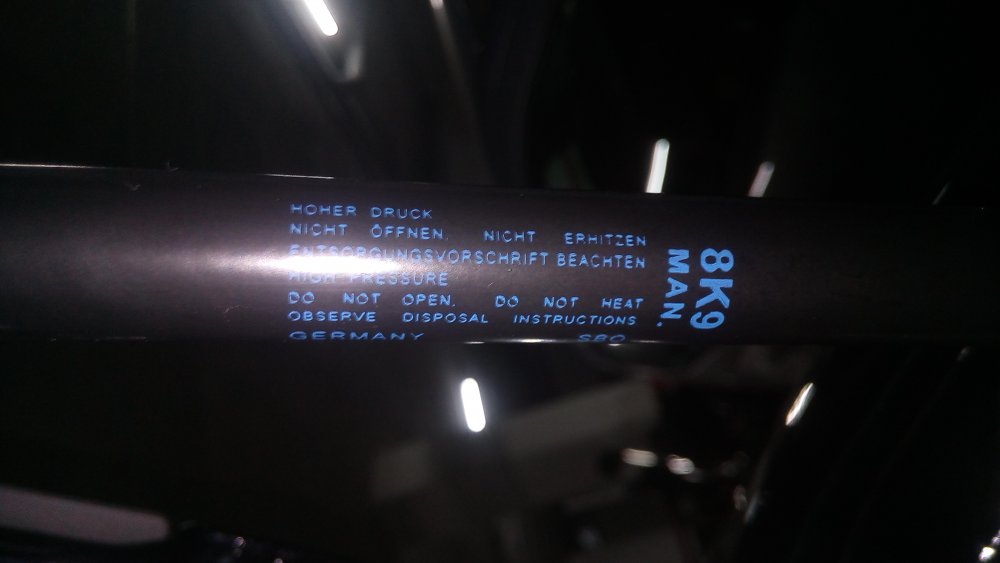 HOHER DRUCK
NICHT ÖFFNEN. NICHT ERHITZEN
ENTSORGUNGSVORSCHRIFT BEACHTEN
HIGH PRESSURE
DO NOT OPEN. DO NOT HEAT
OBSERVE DISPOSAL INSTRUCTIONS
GERMANY
8K9
MAN.